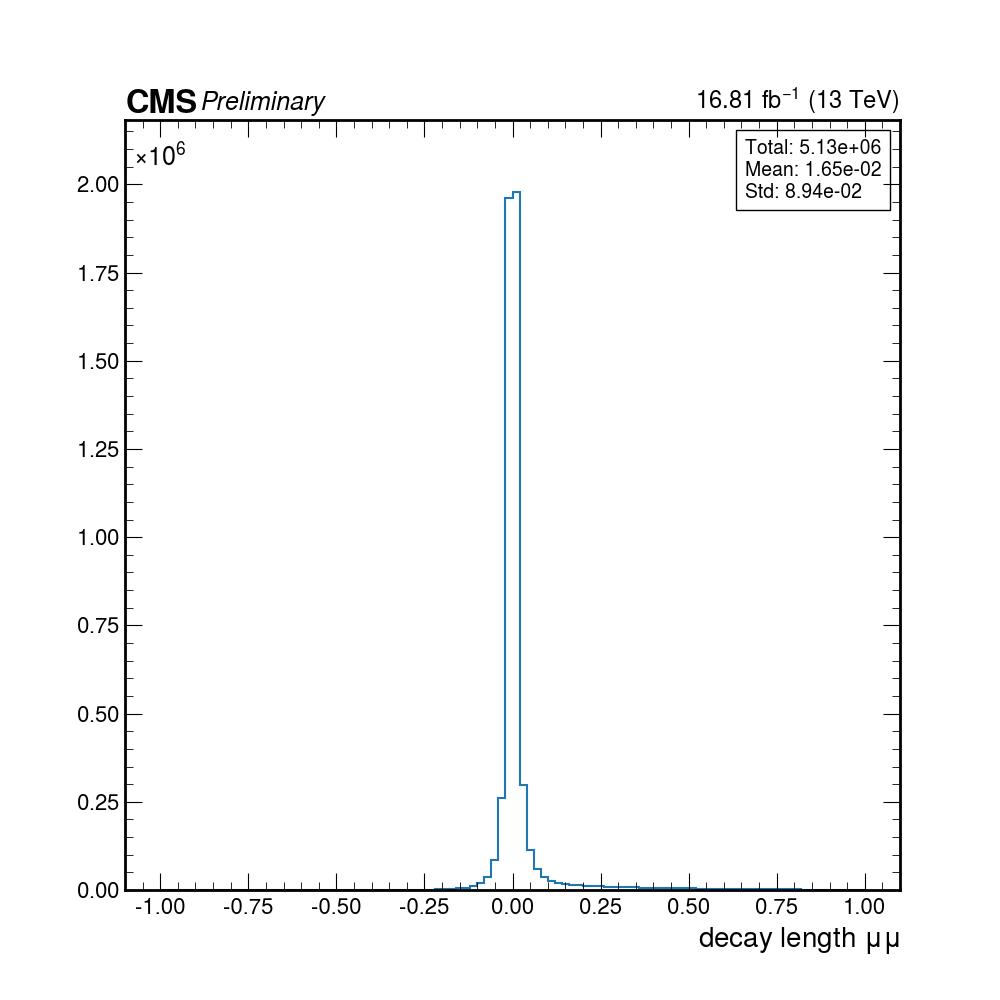 CMS Preliminary
16.81 fb⁻¹ (13 TeV)
×10⁶
Total: 5.13e+06
Mean: 1.65e-02
Std: 8.94e-02
2.00
1.75
1.50
1.25
1.00
0.75
0.50
0.25
0.00
-1.00 -0.75 -0.50 -0.25 0.00 0.25 0.50 0.75 1.00
decay length μμ